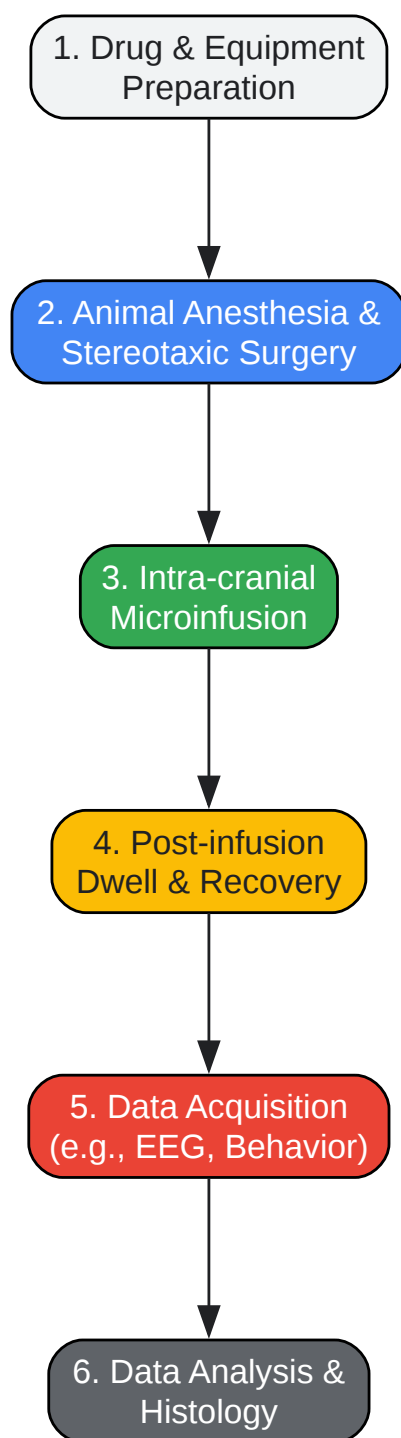 1. Drug & Equipment
Preparation
2. Animal Anesthesia &
Stereotaxic Surgery
3. Intra-cranial
Microinfusion
4. Post-infusion
Dwell & Recovery
5. Data Acquisition
(e.g., EEG, Behavior)
6. Data Analysis &
Histology